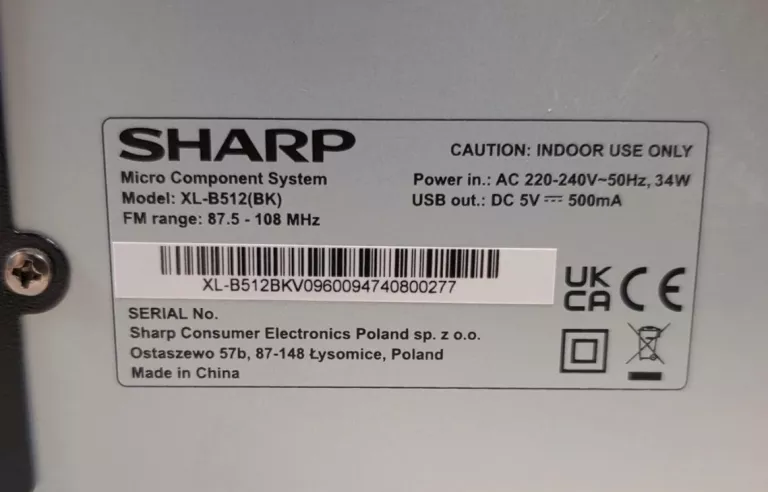 SHARP
CAUTION: INDOOR USE ONLY
Micro Component System
Power in.: AC 220-240V~50Hz, 34W
Model: XL-B512(BK)
USB out.: DC 5V ⎓ 500mA
FM range: 87.5 - 108 MHz
XL-B512BKV0960094740800277
UK
CA CE
SERIAL No.
Sharp Consumer Electronics Poland sp. z o.o.
Ostaszewo 57b, 87-148 Łysomice, Poland
Made in China